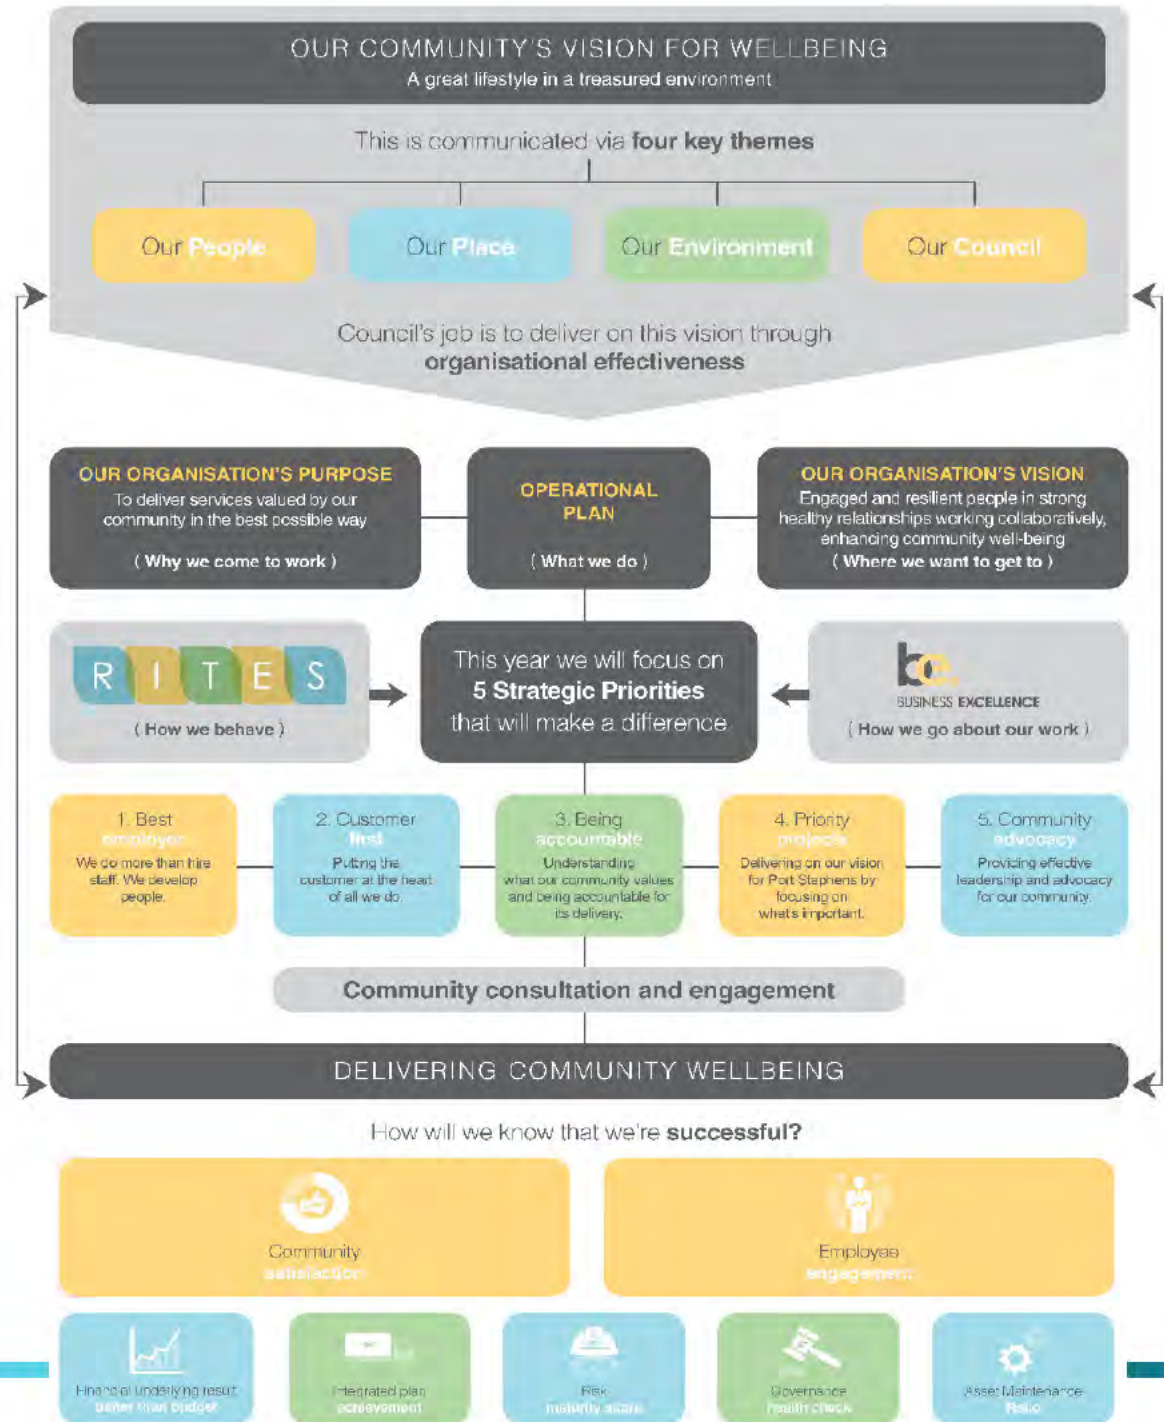 OUR COMMUNITY'S VISION FOR WELLBEING
A great lifestyle in a treasured environment
This is communicated via four key themes
Our People
Our Place
Our Environment
Our Council
Council's job is to deliver on this vision through
organisational effectiveness
OUR ORGANISATION'S PURPOSE
To deliver services valued by our
community in the best possible way
( Why we come to work )
OPERATIONAL
PLAN
( What we do )
OUR ORGANISATION'S VISION
Engaged and resilient people in strong
healthy relationships working collaboratively,
enhancing community well-being
( Where we want to get to )
R I T E S
( How we behave )
This year we will focus on
5 Strategic Priorities
that will make a difference
be
BUSINESS EXCELLENCE
( How we go about our work )
1. Best
employer
We do more than hire
staff. We develop
people.
2. Customer
first
Putting the
customer at the heart
of all we do.
3. Being
accountable
Understanding
what our community values
and being accountable for
its delivery.
4. Priority
projects
Delivering on our vision
for Port Stephens by
focusing on
what's important.
5. Community
advocacy
Providing effective
leadership and advocacy
for our community.
Community consultation and engagement
DELIVERING COMMUNITY WELLBEING
How will we know that we're successful?
Community
satisfaction
Employee
engagement
Financial underlying result
better than budget
Integrated plan
achievement
Risk
maturity score
Governance
health check
Asset Maintenance
Ratio